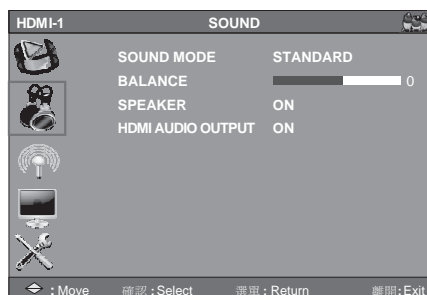 HDMI-1 SOUND
SOUND MODE STANDARD
BALANCE 0
SPEAKER ON
HDMI AUDIO OUTPUT ON
: Move 確認 : Select 選單 : Return 離開 : Exit